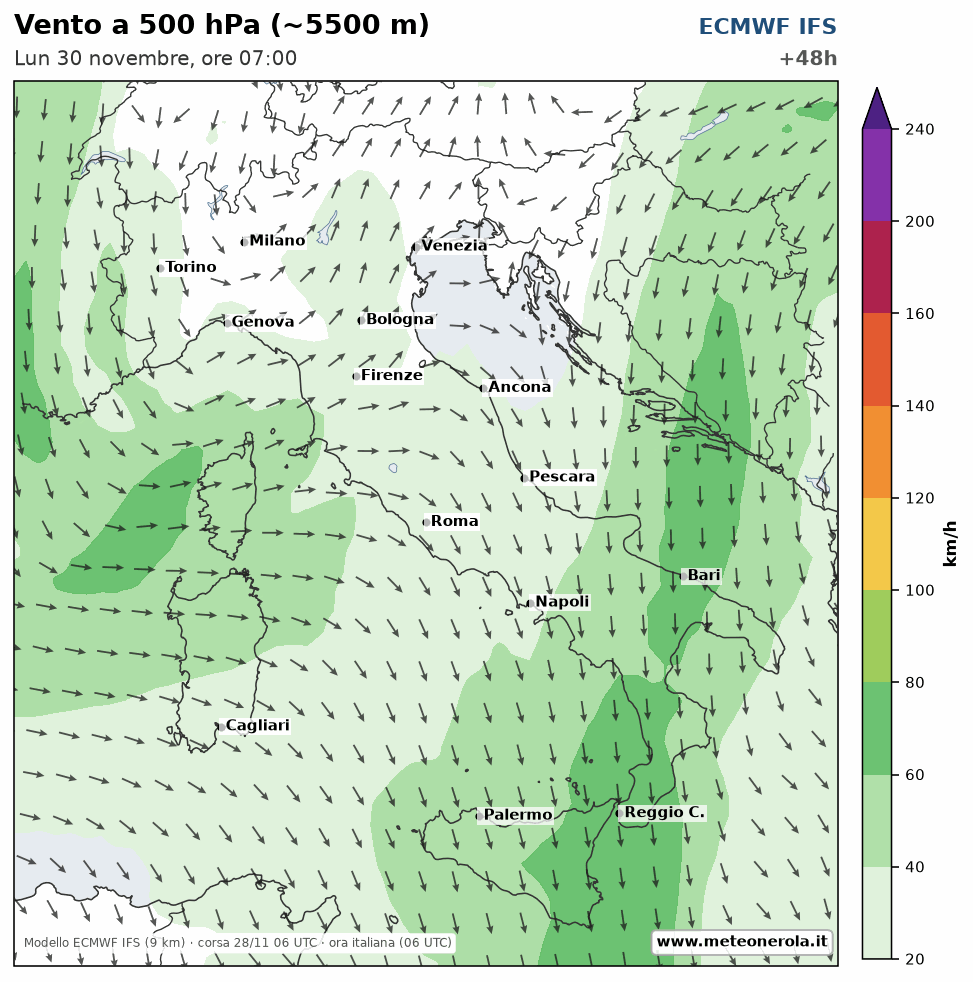 Vento a 500 hPa (~5500 m)
ECMWF IFS
Lun 30 novembre, ore 07:00
+48h
Milano
Venezia
Torino
Genova
Bologna
Firenze
Ancona
Pescara
Roma
Bari
Napoli
Cagliari
Palermo
Reggio C.
240
220
200
160
140
120
100
80
60
40
20
km/h
Modello ECMWF IFS (9 km) · corsa 28/11 06 UTC · ora italiana (06 UTC)
www.meteonerola.it